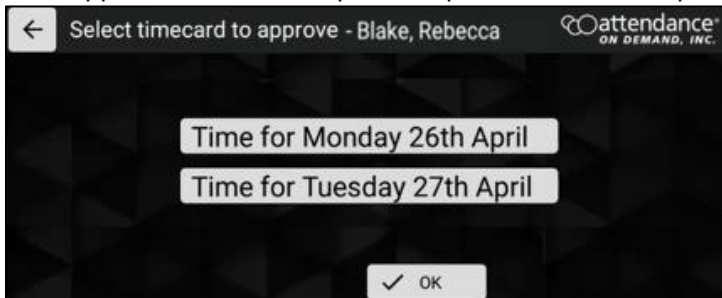 Select timecard to approve - Blake, Rebecca
attendance
ON DEMAND, INC.
Time for Monday 26th April
Time for Tuesday 27th April
OK